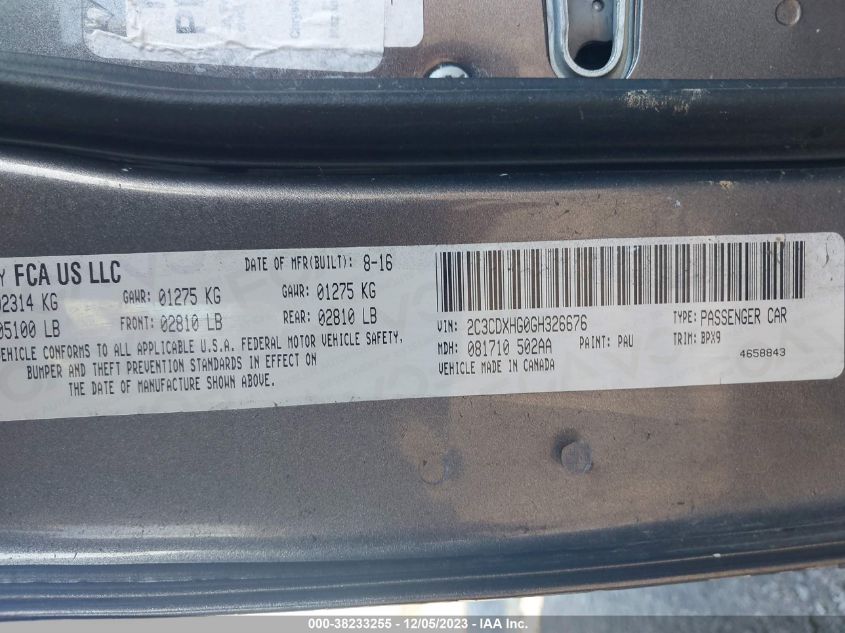 Y FCA US LLC
DATE OF MFR(BUILT): 8-16
02314 KG
GAWR: 01275 KG
GAWR: 01275 KG
05100 LB
FRONT: 02810 LB
REAR: 02810 LB
VEHICLE CONFORMS TO ALL APPLICABLE U.S.A. FEDERAL MOTOR VEHICLE SAFETY,
BUMPER AND THEFT PREVENTION STANDARDS IN EFFECT ON
THE DATE OF MANUFACTURE SHOWN ABOVE.
VIN: 2C3CDXHG0GH326676
TYPE: PASSENGER CAR
MDH: 081710 502AA
PAINT: PAU
TRIM: BPX9
VEHICLE MADE IN CANADA
4658843
000-38233255 - 12/05/2023 - © IAA Inc.